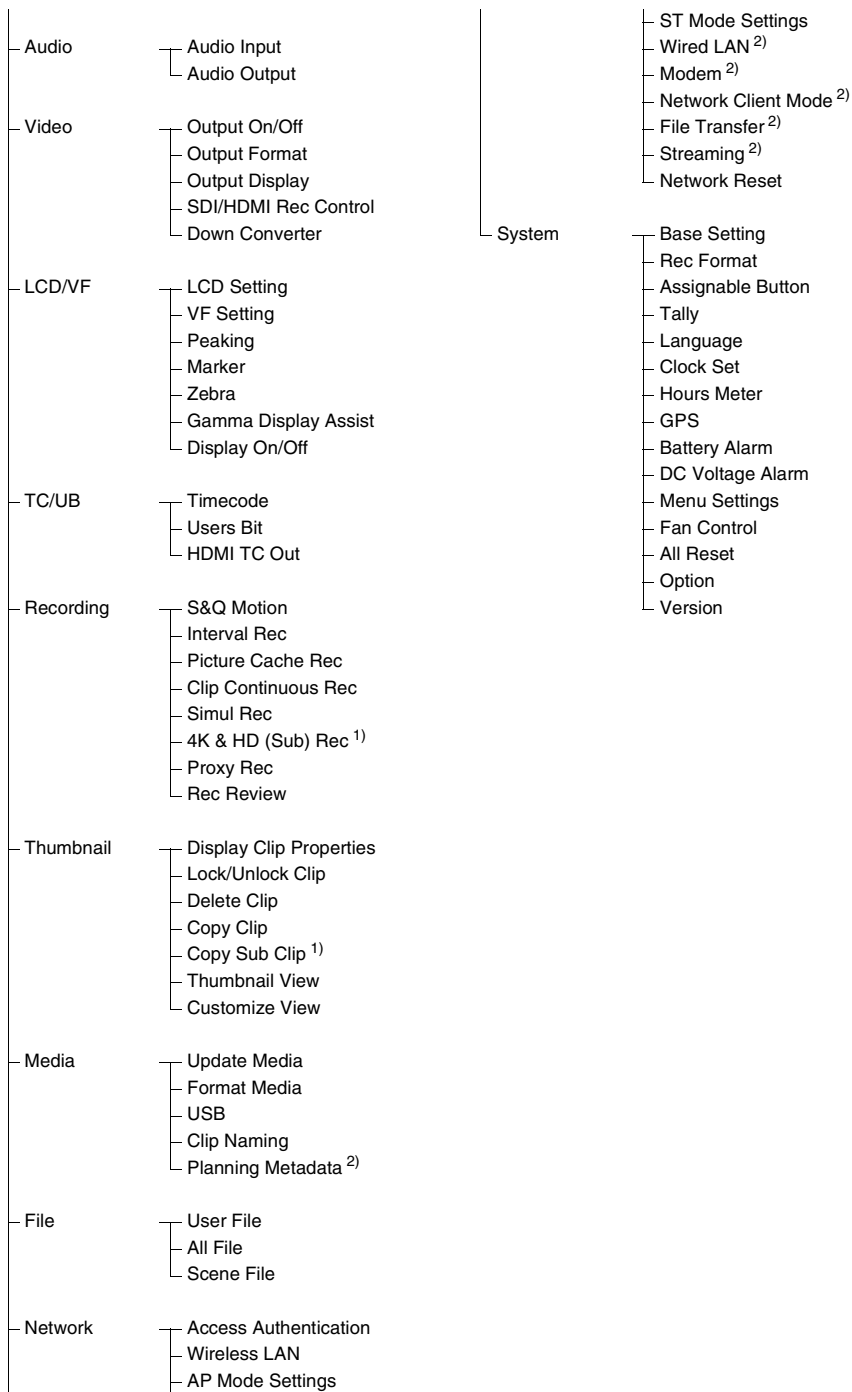 Audio Audio Input
Audio Output
Video Output On/Off
Output Format
Output Display
SDI/HDMI Rec Control
Down Converter
LCD/VF LCD Setting
VF Setting
Peaking
Marker
Zebra
Gamma Display Assist
Display On/Off
TC/UB Timecode
Users Bit
HDMI TC Out
Recording S&Q Motion
Interval Rec
Picture Cache Rec
Clip Continuous Rec
Simul Rec
4K & HD (Sub) Rec 1)
Proxy Rec
Rec Review
Thumbnail Display Clip Properties
Lock/Unlock Clip
Delete Clip
Copy Clip
Copy Sub Clip 1)
Thumbnail View
Customize View
Media Update Media
Format Media
USB
Clip Naming
Planning Metadata 2)
File User File
All File
Scene File
Network Access Authentication
Wireless LAN
AP Mode Settings
ST Mode Settings
Wired LAN 2)
Modem 2)
Network Client Mode 2)
File Transfer 2)
Streaming 2)
Network Reset
System Base Setting
Rec Format
Assignable Button
Tally
Language
Clock Set
Hours Meter
GPS
Battery Alarm
DC Voltage Alarm
Menu Settings
Fan Control
All Reset
Option
Version